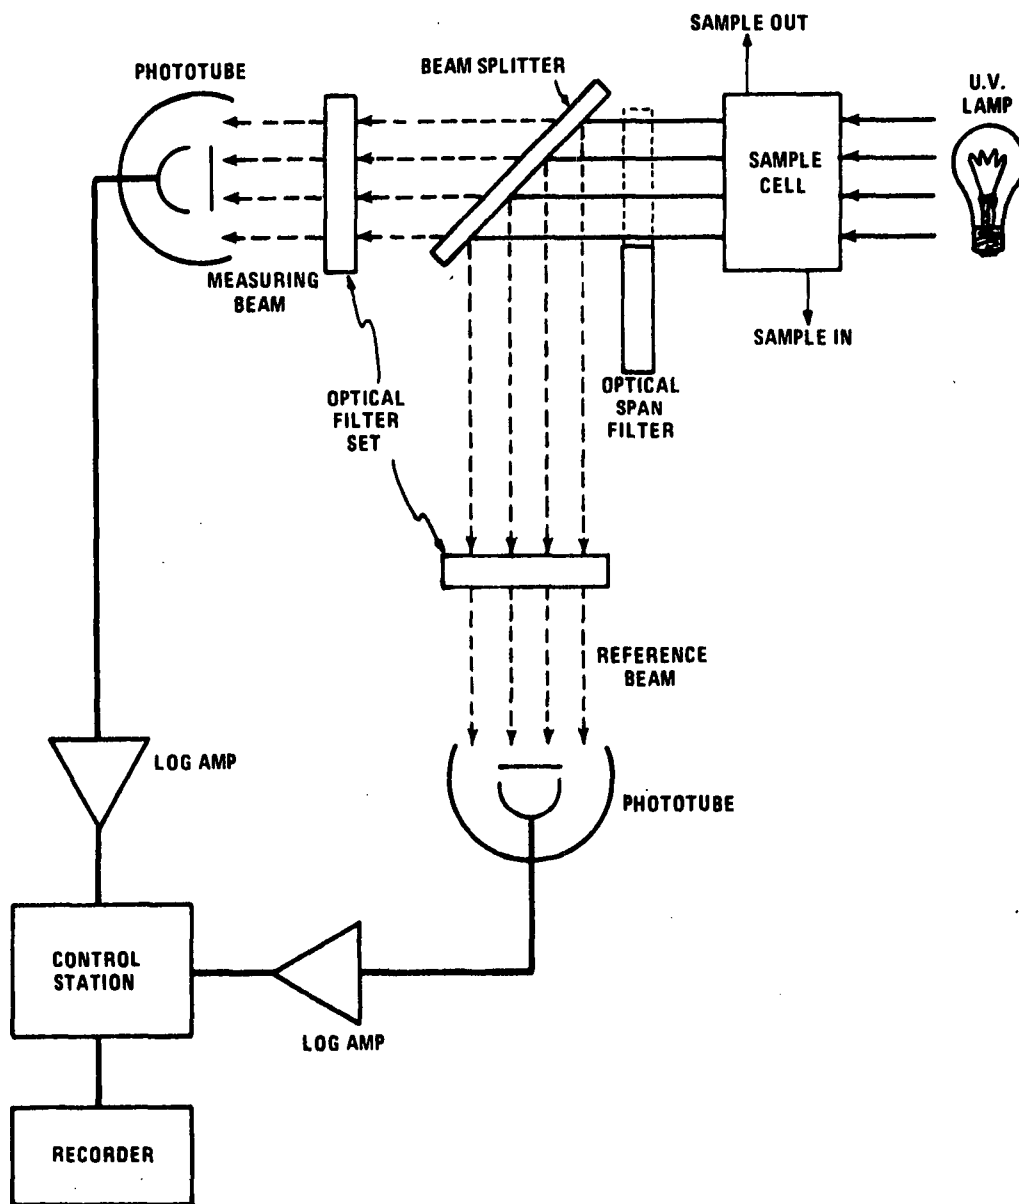 SAMPLE OUT
BEAM SPLITTER
PHOTOTUBE
U.V.
LAMP
SAMPLE
CELL
MEASURING
BEAM
SAMPLE IN
OPTICAL
FILTER
SET
OPTICAL
SPAN
FILTER
REFERENCE
BEAM
LOG AMP
PHOTOTUBE
CONTROL
STATION
LOG AMP
RECORDER